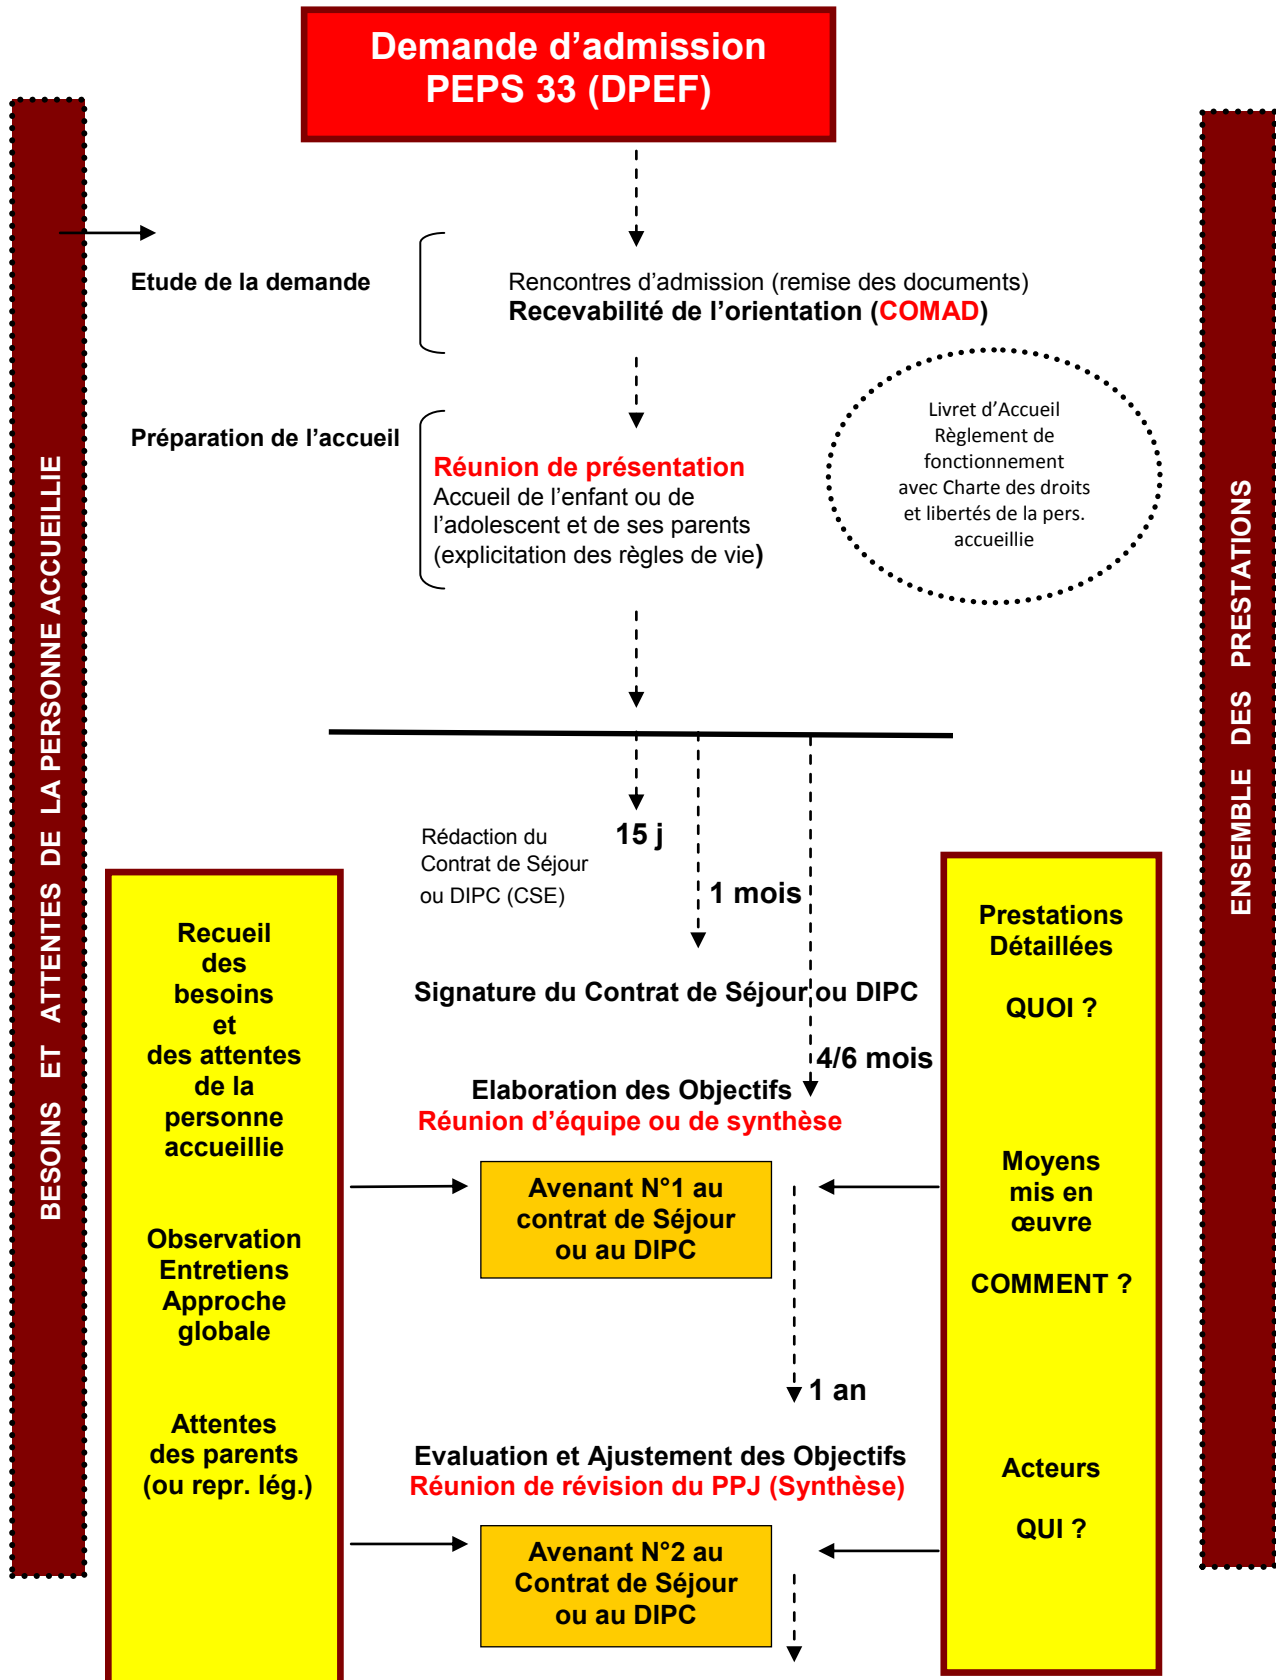 Demande d’admission
PEPS 33 (DPEF)
BESOINS ET ATTENTES DE LA PERSONNE ACCUEILLIE
ENSEMBLE DES PRESTATIONS
Etude de la demande
Rencontres d’admission (remise des documents)
Recevabilité de l’orientation (COMAD)
Préparation de l’accueil
Réunion de présentation
Accueil de l’enfant ou de
l’adolescent et de ses parents
(explicitation des règles de vie)
Livret d’Accueil
Règlement de
fonctionnement
avec Charte des droits
et libertés de la pers.
accueillie
Rédaction du
Contrat de Séjour
ou DIPC (CSE)
15 j
1 mois
Signature du Contrat de Séjour ou DIPC
4/6 mois
Elaboration des Objectifs
Réunion d’équipe ou de synthèse
Avenant N°1 au
contrat de Séjour
ou au DIPC
1 an
Evaluation et Ajustement des Objectifs
Réunion de révision du PPJ (Synthèse)
Avenant N°2 au
Contrat de Séjour
ou au DIPC
Recueil
des
besoins
et
des attentes
de la
personne
accueillie
Observation
Entretiens
Approche
globale
Attentes
des parents
(ou repr. lég.)
Prestations
Détaillées
QUOI ?
Moyens
mis en
œuvre
COMMENT ?
Acteurs
QUI ?